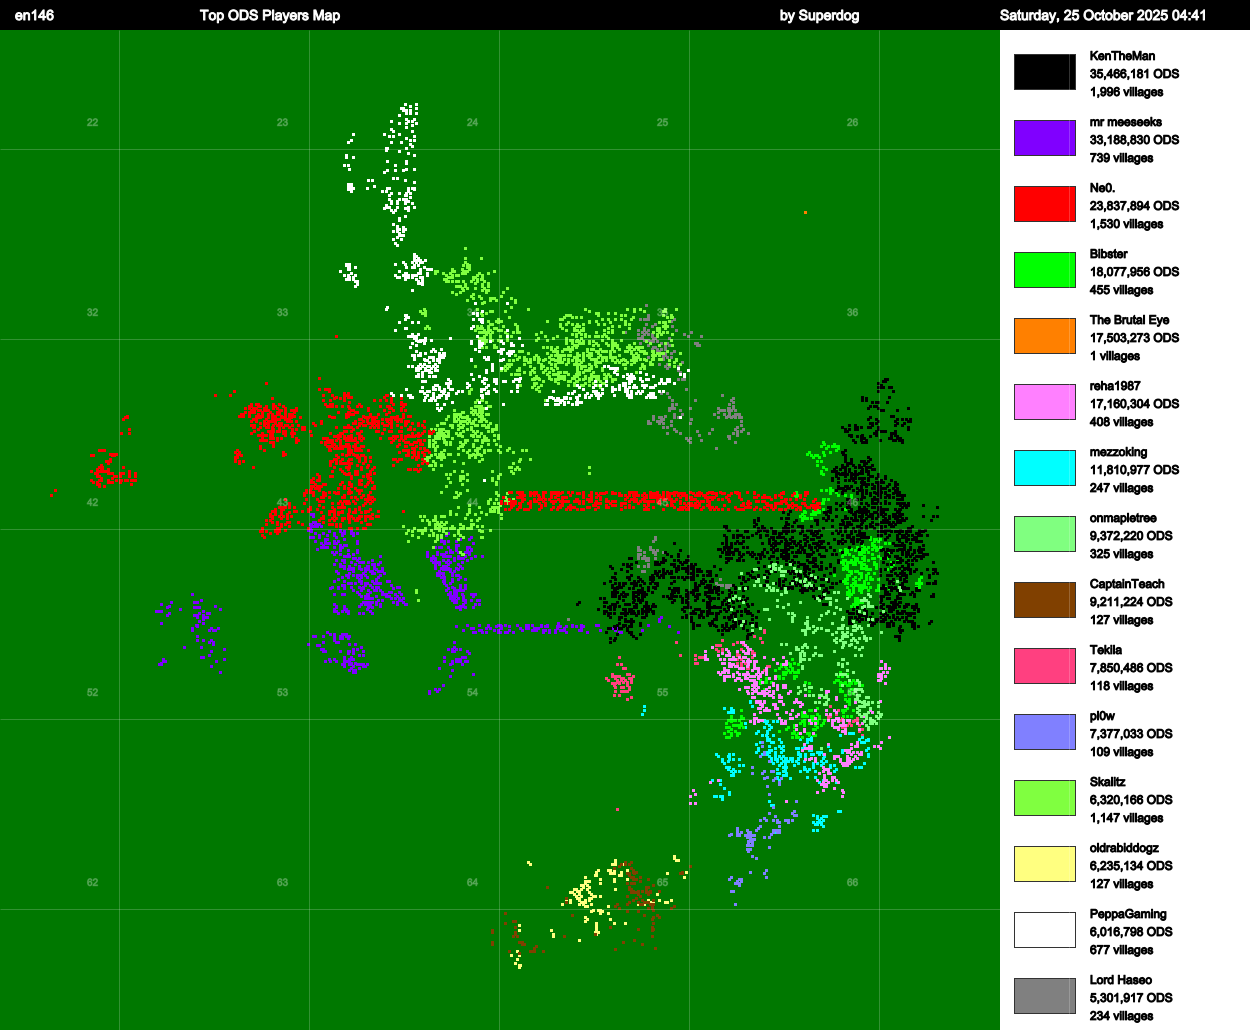 en146 Top ODS Players Map by Superdog Saturday, 25 October 2025 04:41
KenTheMan
35,466,181 ODS
1,996 villages
mr meeseeks
33,188,830 ODS
739 villages
Ne0.
23,837,894 ODS
1,530 villages
Bibster
18,077,956 ODS
455 villages
The Brutal Eye
17,503,273 ODS
1 villages
reha1987
17,160,304 ODS
408 villages
mezzoking
11,810,977 ODS
247 villages
onmapletree
9,372,220 ODS
325 villages
CaptainTeach
9,211,224 ODS
127 villages
Tekila
7,850,486 ODS
118 villages
pl0w
7,377,033 ODS
109 villages
Skalitz
6,320,166 ODS
1,147 villages
oldrabiddogz
6,235,134 ODS
127 villages
PeppaGaming
6,016,798 ODS
677 villages
Lord Haseo
5,301,917 ODS
234 villages
22 23 24 25 26
32 33 36
42 43 44 45
52 53 54 55
62 63 64 65 66